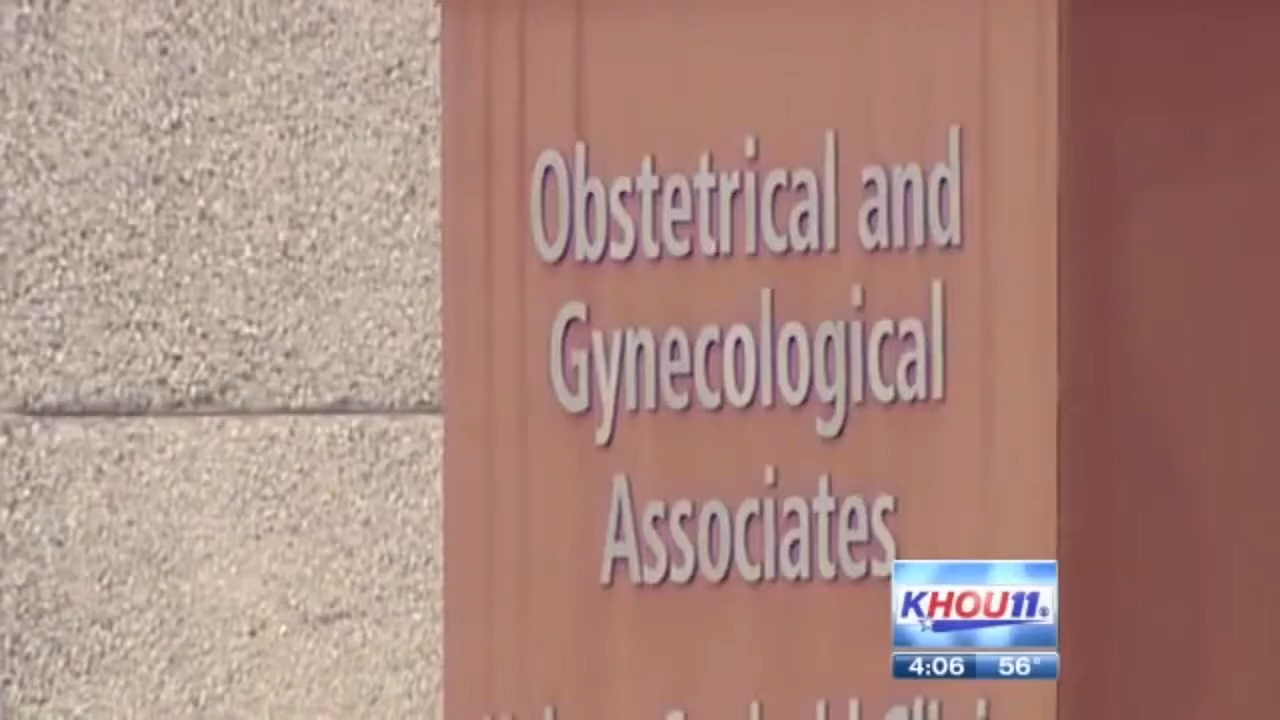 Obstetrical and
Gynecological
Associates
KHOU11
4:06 56°